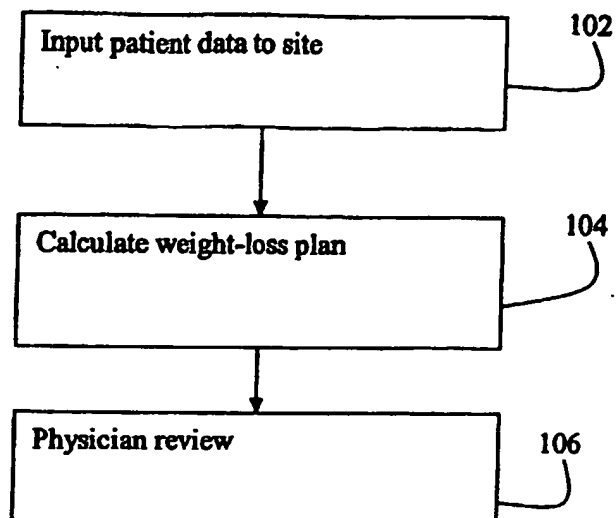 Input patient data to site
102
Calculate weight-loss plan
104
Physician review
106